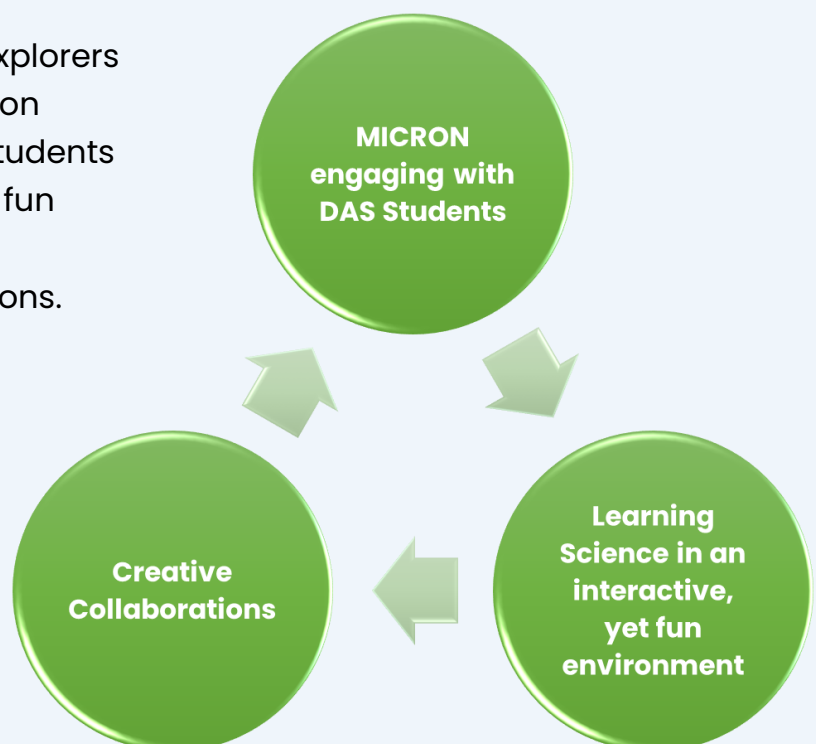 xplorers
on
tudents
fun
ons.
MICRON
engaging with
DAS Students
Learning
Science in an
interactive,
yet fun
environment
Creative
Collaborations